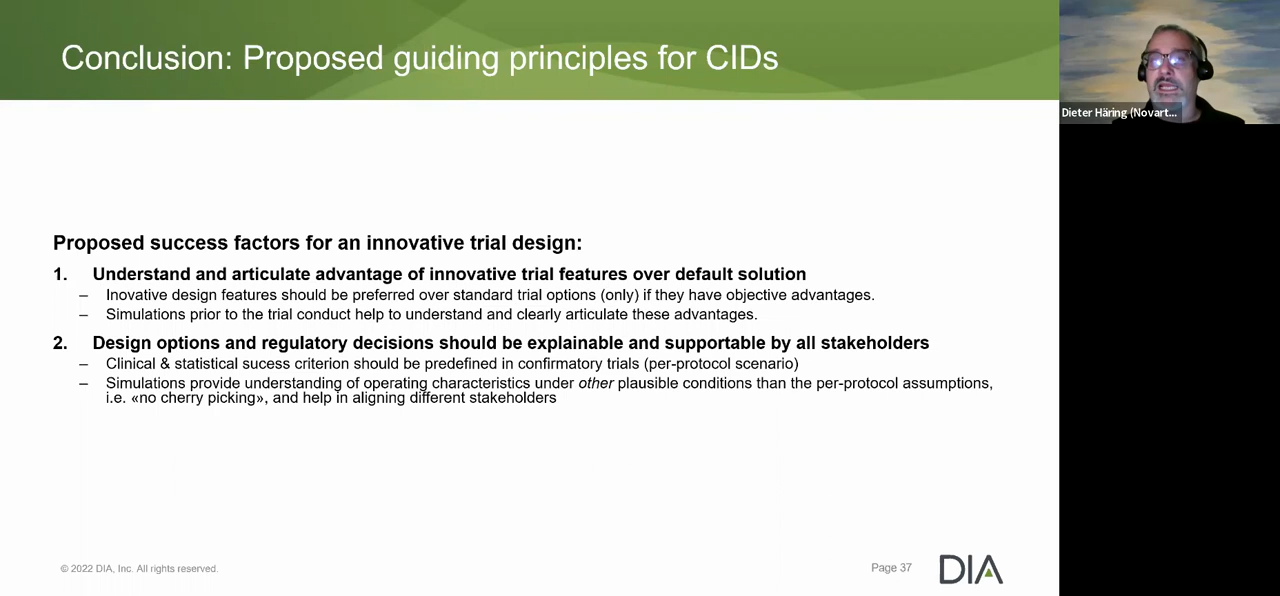 Conclusion: Proposed guiding principles for CIDs
Dieter Häring (Novart...
Proposed success factors for an innovative trial design:
1. Understand and articulate advantage of innovative trial features over default solution
– Inovative design features should be preferred over standard trial options (only) if they have objective advantages.
– Simulations prior to the trial conduct help to understand and clearly articulate these advantages.
2. Design options and regulatory decisions should be explainable and supportable by all stakeholders
– Clinical & statistical sucess criterion should be predefined in confirmatory trials (per-protocol scenario)
– Simulations provide understanding of operating characteristics under other plausible conditions than the per-protocol assumptions,
i.e. «no cherry picking», and help in aligning different stakeholders
© 2022 DIA, Inc. All rights reserved.
Page 37
DIA